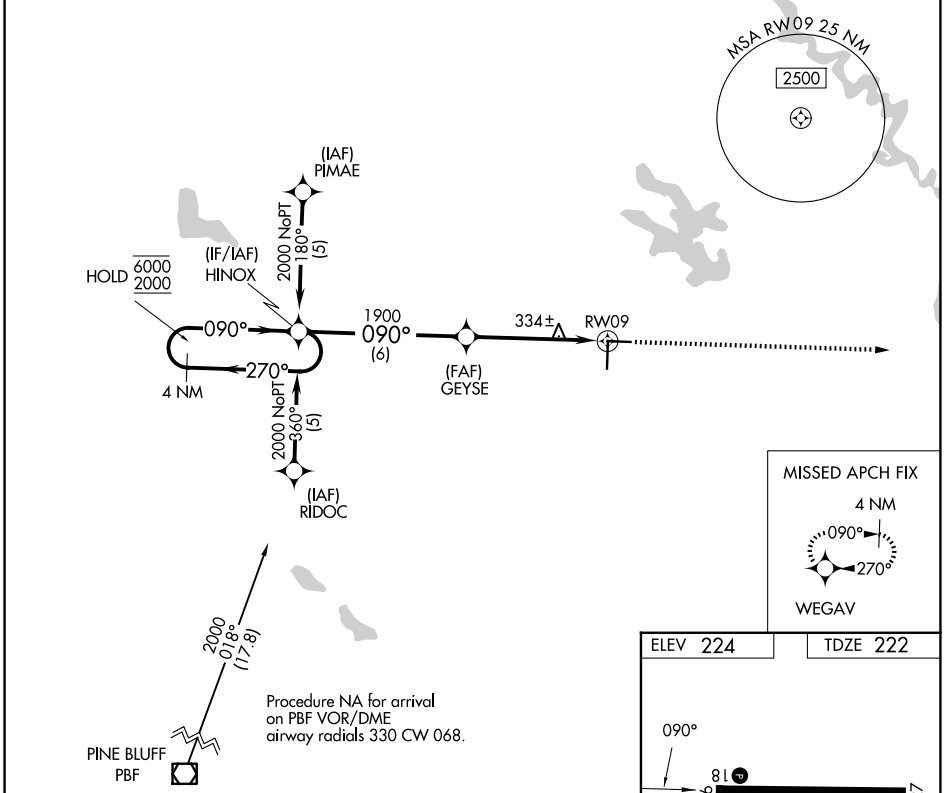 MSA RW09 25 NM
2500
(IAF)
PIMAE
2000 NoPT
180°
(5)
(IF/IAF)
HINOX
HOLD 6000
2000
090°
270°
4 NM
1900
090°
(6)
(FAF)
GEYSE
334±
RW09
2000 NoPT
360°
(5)
(IAF)
RIDOC
MISSED APCH FIX
4 NM
090°
270°
WEGAV
2000
018°
(17.8)
Procedure NA for arrival
on PBF VOR/DME
airway radials 330 CW 068.
PINE BLUFF
PBF
ELEV 224
TDZE 222
090°
18
P